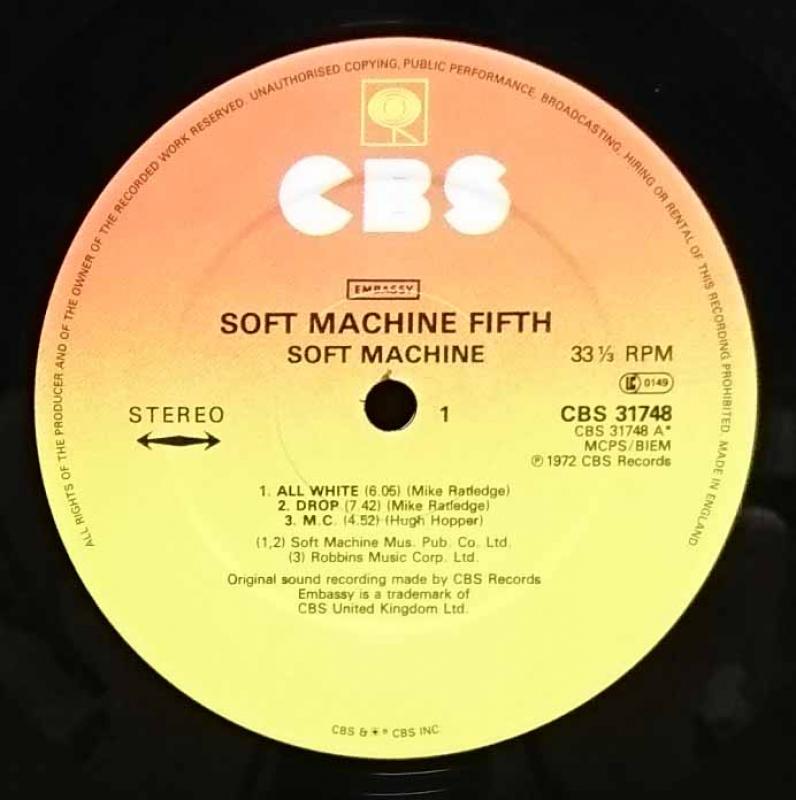 ALL RIGHTS OF THE PRODUCER AND OF THE OWNER OF THE RECORDED WORK RESERVED. UNAUTHORISED COPYING, PUBLIC PERFORMANCE, BROADCASTING, HIRING OR RENTAL OF THIS RECORDING PROHIBITED. MADE IN ENGLAND
CBS
EMBASSY
SOFT MACHINE FIFTH
SOFT MACHINE
33 ⅓ RPM
LC 0149
STEREO
1
CBS 31748
CBS 31748 A*
MCPS/BIEM
℗ 1972 CBS Records
1. ALL WHITE (6.05) (Mike Ratledge)
2. DROP (7 42) (Mike Ratledge)
3. M.C. (4.52) (Hugh Hopper)
(1,2) Soft Machine Mus. Pub. Co. Ltd.
(3) Robbins Music Corp. Ltd.
Original sound recording made by CBS Records
Embassy is a trademark of
CBS United Kingdom Ltd.
CBS & ® CBS INC